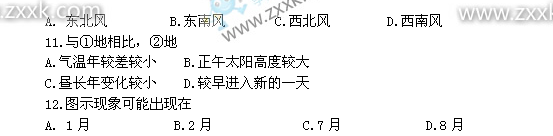 www.zxxk.com
A. 东北风 B.东南风 C.西北风 D.西南风
11.与①地相比，②地
A.气温年较差较小 B.正午太阳高度较大
C.昼长年变化较小 D.较早进入新的一天
12.图示现象可能出现在
A. 1月 B.2月 C.7月 D.8月